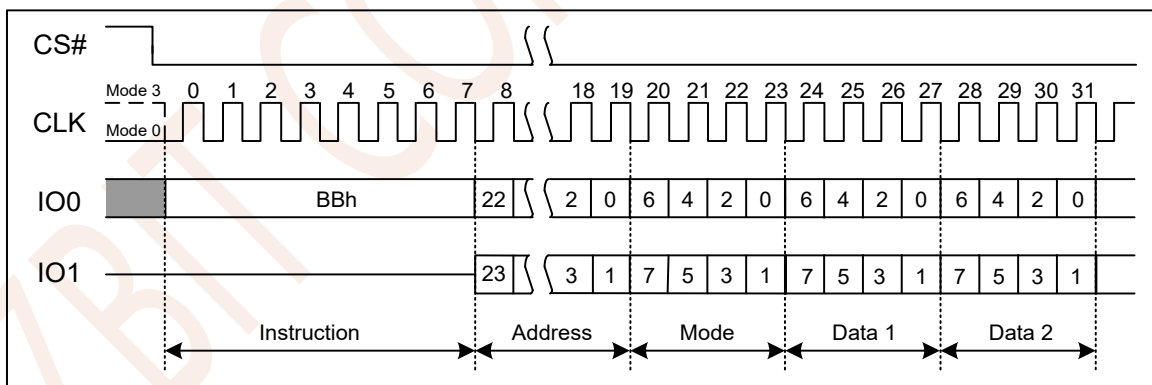 CS#
Mode 3 0 1 2 3 4 5 6 7 8 18 19 20 21 22 23 24 25 26 27 28 29 30 31
CLK
Mode 0
IO0 BBh 22 2 0 6 4 2 0 6 4 2 0 6 4 2 0
IO1 23 3 1 7 5 3 1 7 5 3 1 7 5 3 1
Instruction Address Mode Data 1 Data 2